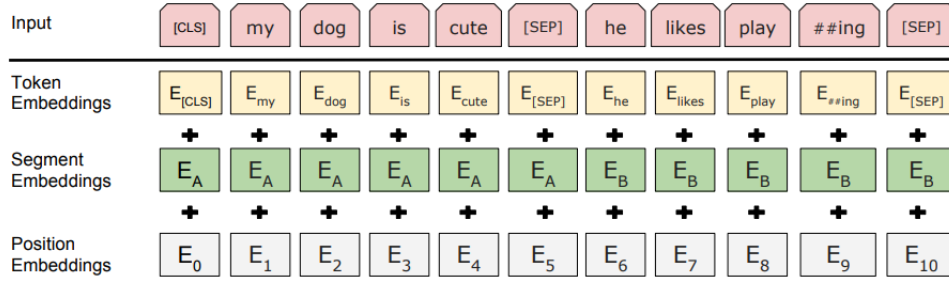 Input [CLS] my dog is cute [SEP] he likes play ##ing [SEP]
Token
Embeddings E[CLS] Emy Edog Eis Ecute E[SEP] Ehe Elikes Eplay E##ing E[SEP]
+ + + + + + + + + + +
Segment
Embeddings EA EA EA EA EA EA EB EB EB EB EB
+ + + + + + + + + + +
Position
Embeddings E0 E1 E2 E3 E4 E5 E6 E7 E8 E9 E10